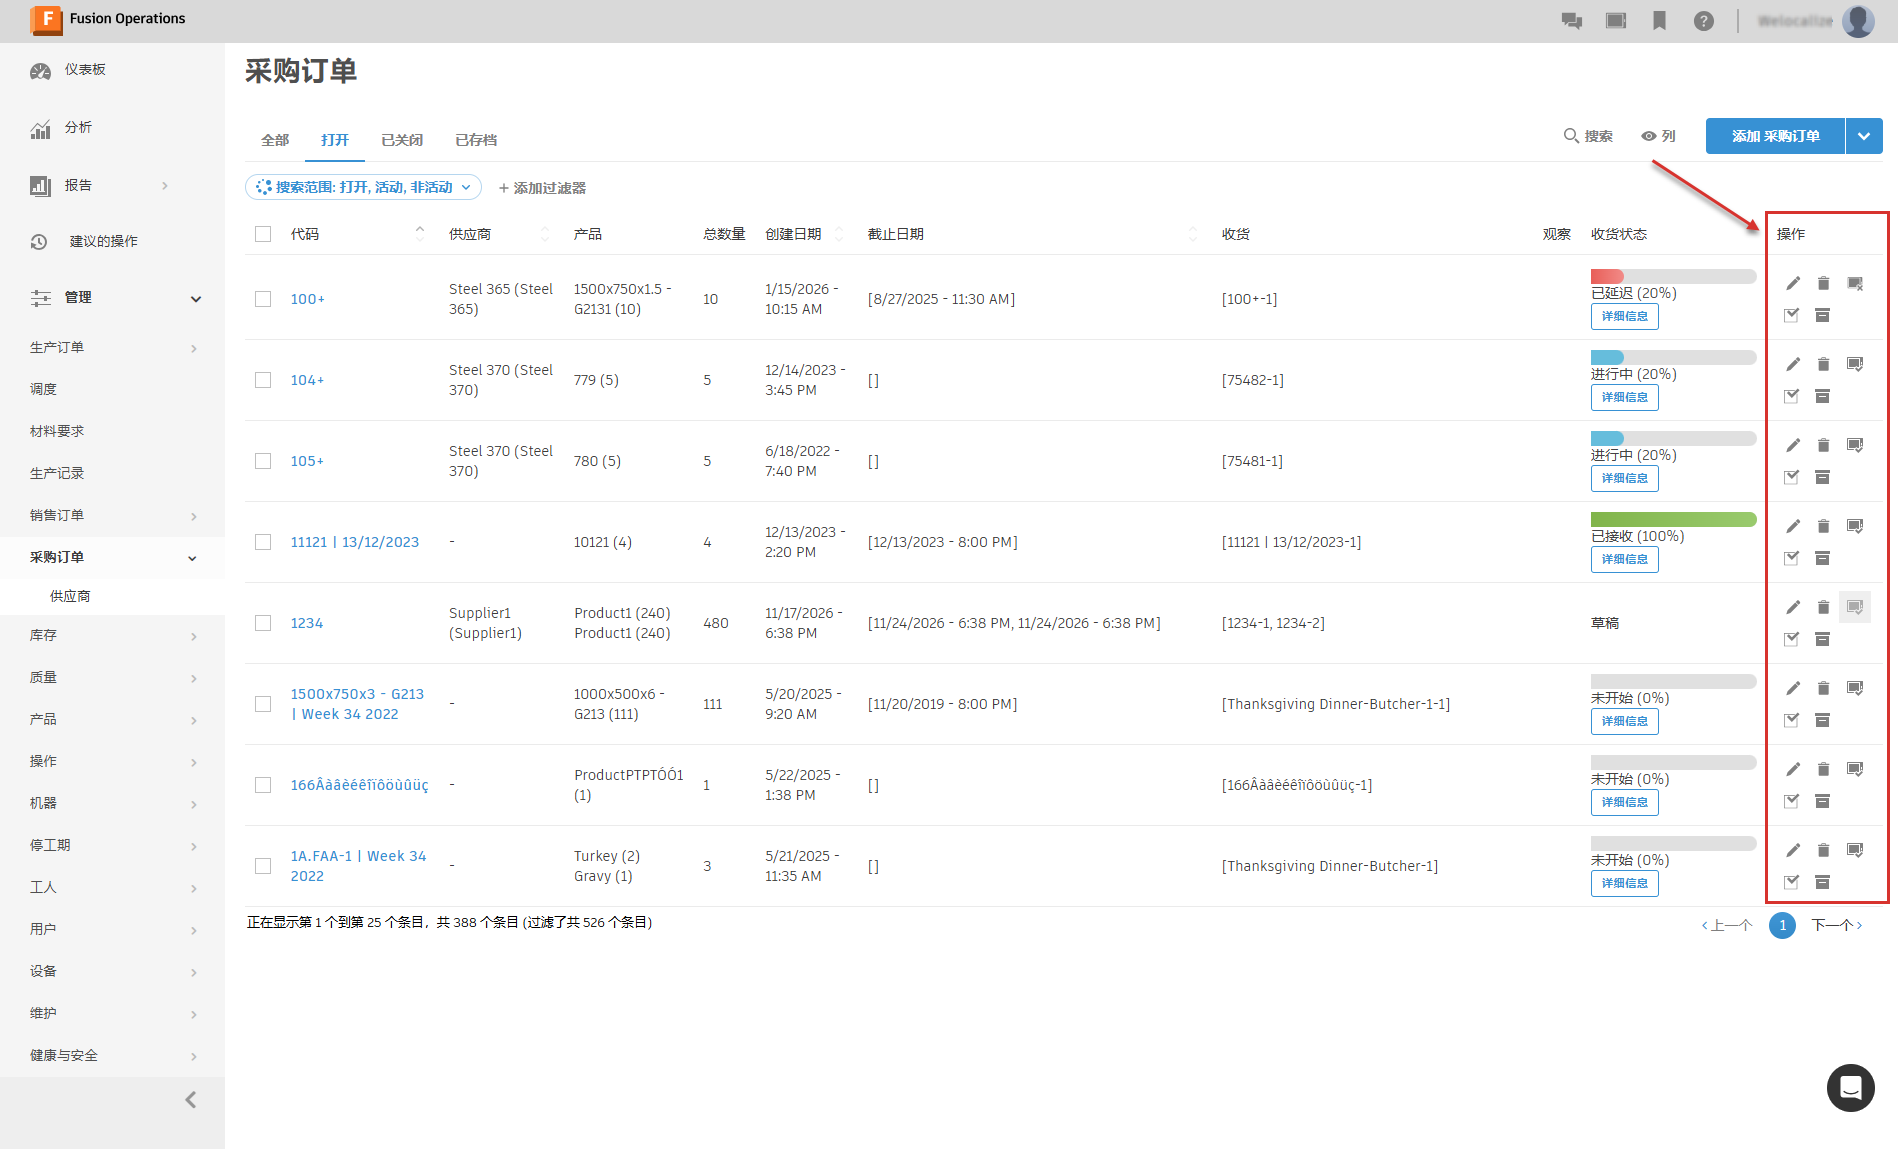 Fusion Operations
仪表板
分析
报告
建议的操作
管理
生产订单
调度
材料要求
生产记录
销售订单
采购订单
供应商
库存
质量
产品
操作
机器
停工期
工人
用户
设备
维护
健康与安全
采购订单
全部 打开 已关闭 已存档
搜索 列 添加 采购订单
搜索范围: 打开, 活动, 非活动 + 添加过滤器
代码 供应商 产品 总数量 创建日期 截止日期 收货 观察 收货状态 操作
100+
Steel 365 (Steel
365)
1500x750x1.5 -
G2131 (10)
10
1/15/2026 -
10:15 AM
[8/27/2025 - 11:30 AM]
[100+-1]
已延迟 (20%)
详细信息
104+
Steel 370 (Steel
370)
779 (5)
5
12/14/2023 -
3:45 PM
[]
[75482-1]
进行中 (20%)
详细信息
105+
Steel 370 (Steel
370)
780 (5)
5
6/18/2022 -
7:40 PM
[]
[75481-1]
进行中 (20%)
详细信息
11121 | 13/12/2023
-
10121 (4)
4
12/13/2023 -
2:20 PM
[12/13/2023 - 8:00 PM]
[11121 | 13/12/2023-1]
已接收 (100%)
详细信息
1234
Supplier1
(Supplier1)
Product1 (240)
Product1 (240)
480
11/17/2026 -
6:38 PM
[11/24/2026 - 6:38 PM, 11/24/2026 - 6:38 PM]
[1234-1, 1234-2]
草稿
1500x750x3 - G213
| Week 34 2022
-
1000x500x6 -
G213 (111)
111
5/20/2025 -
9:20 AM
[11/20/2019 - 8:00 PM]
[Thanksgiving Dinner-Butcher-1-1]
未开始 (0%)
详细信息
166Âàâèéêîïôöùûüç
-
ProductPTPTÓÓ1
(1)
1
5/22/2025 -
1:38 PM
[]
[166Âàâèéêîïôöùûüç-1]
未开始 (0%)
详细信息
1A.FAA-1 | Week 34
2022
-
Turkey (2)
Gravy (1)
3
5/21/2025 -
11:35 AM
[]
[Thanksgiving Dinner-Butcher-1]
未开始 (0%)
详细信息
正在显示第 1 个到第 25 个条目，共 388 个条目 (过滤了共 526 个条目)
上一个 1 下一个